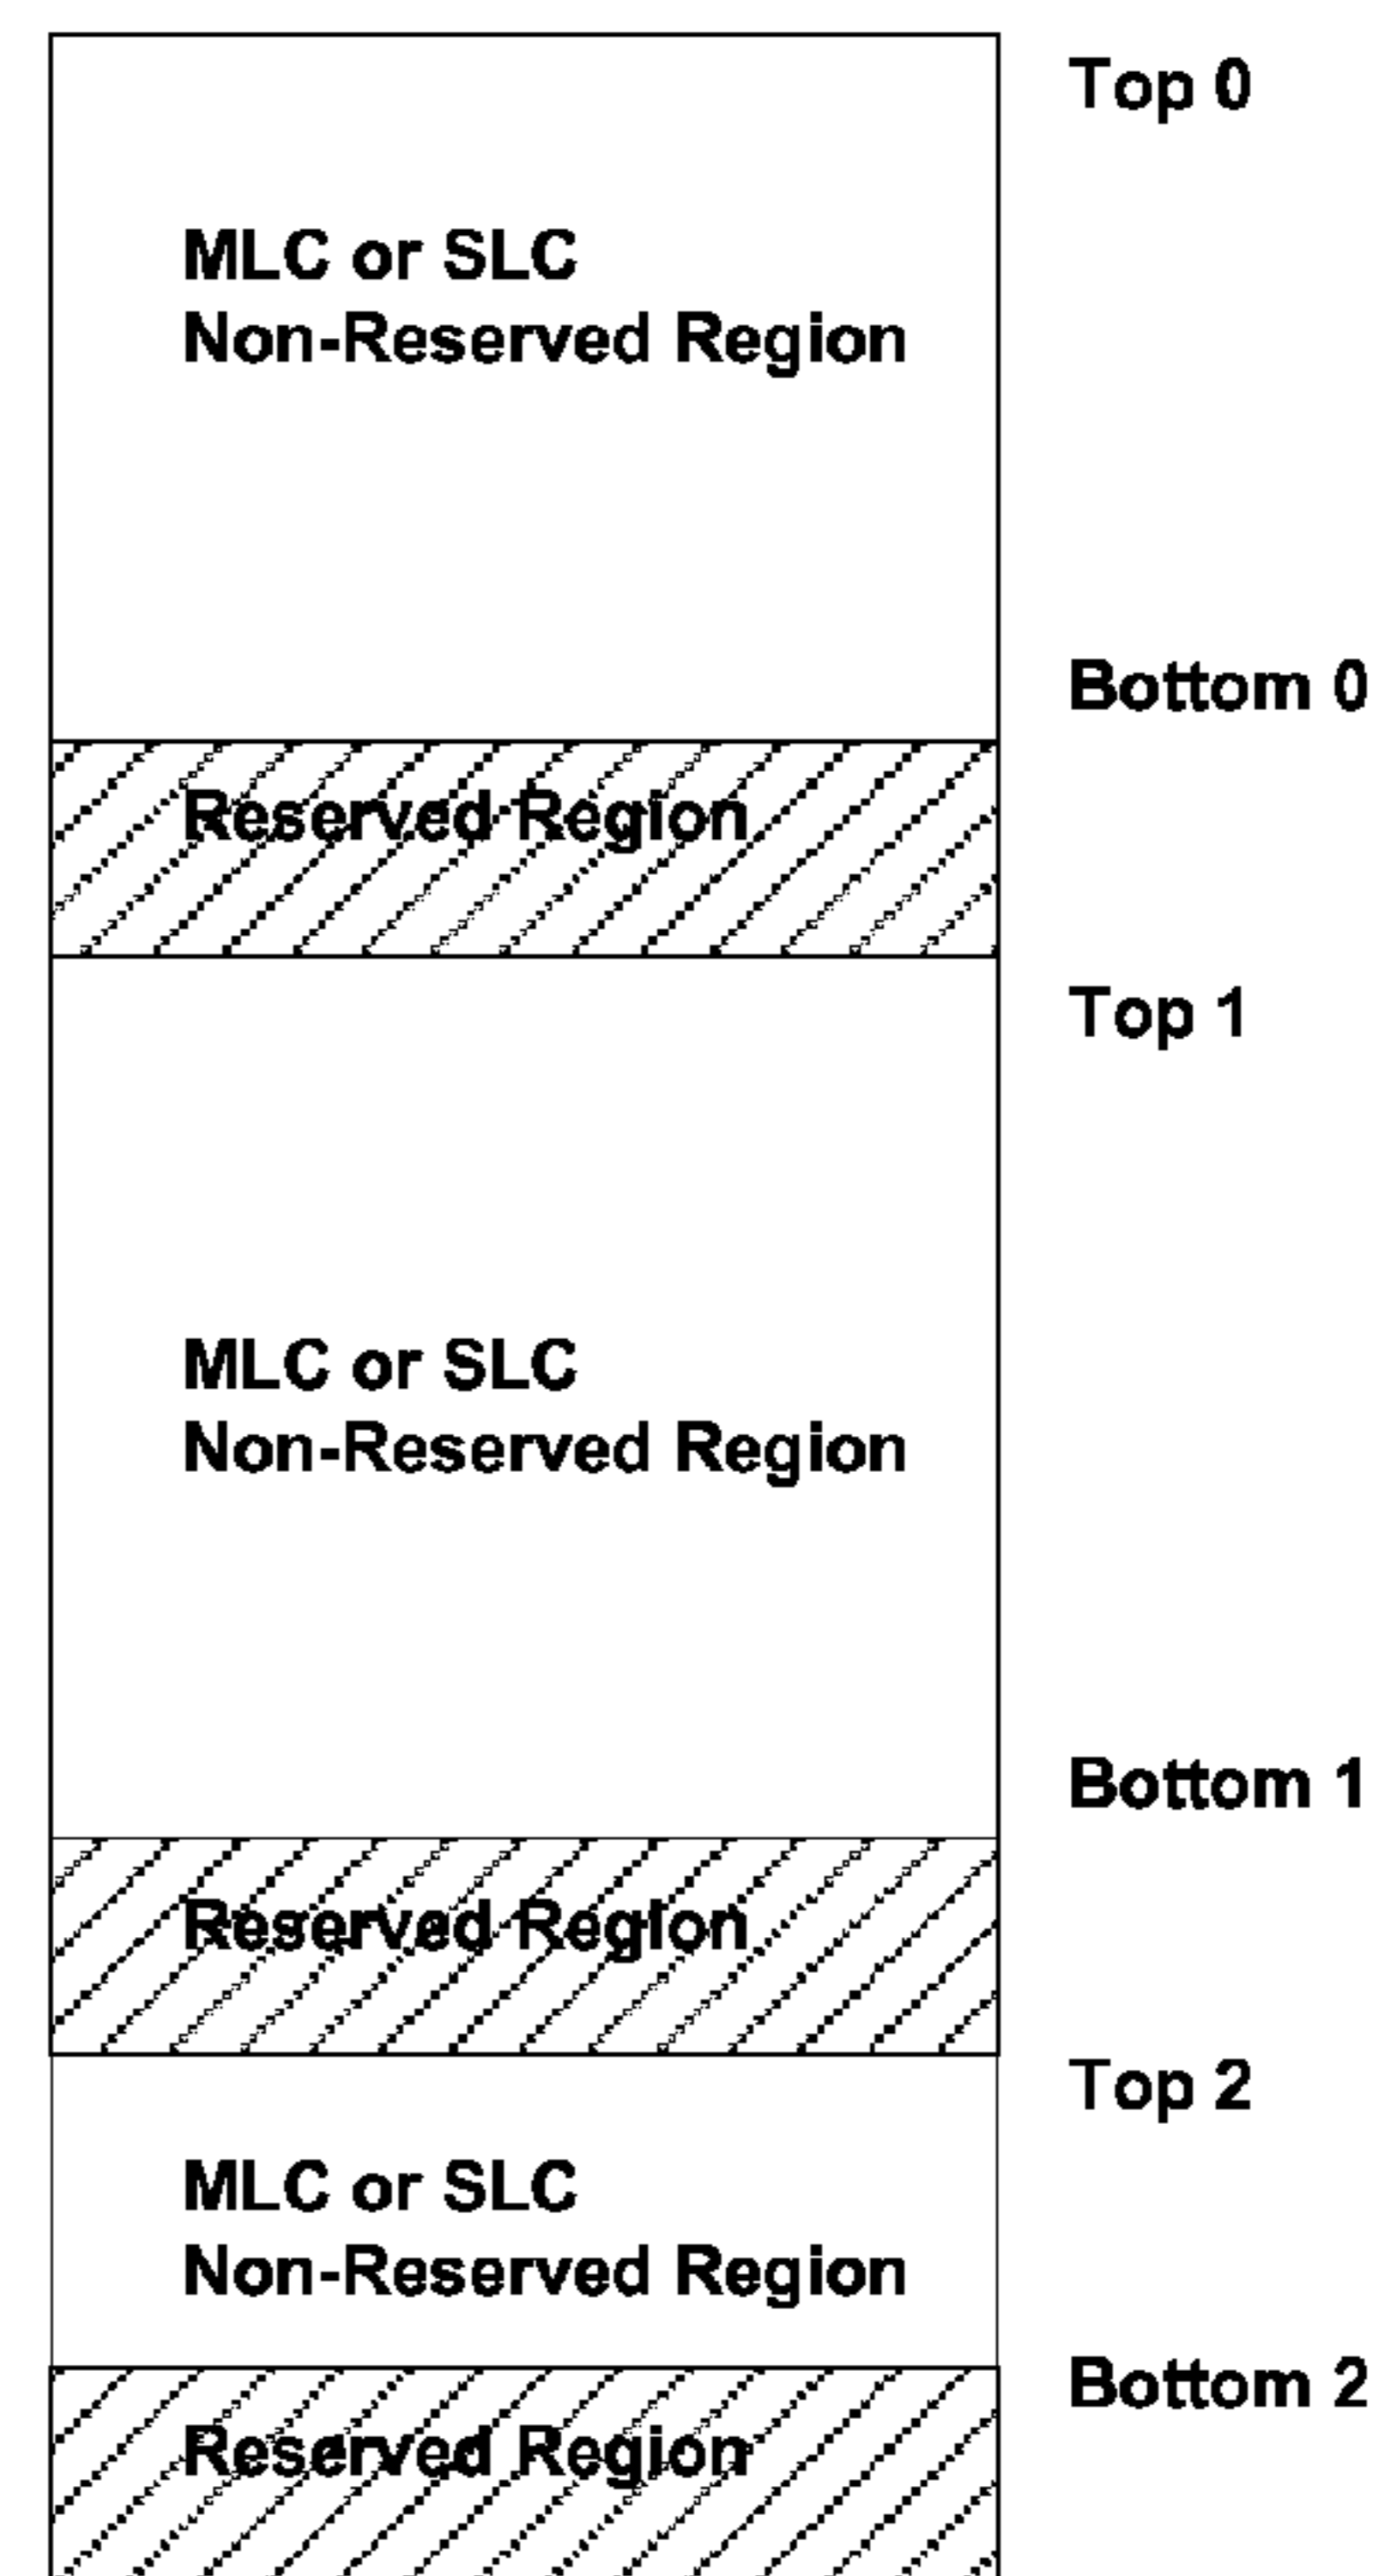 Top 0
MLC or SLC
Non-Reserved Region
Bottom 0
Reserved Region
Top 1
MLC or SLC
Non-Reserved Region
Bottom 1
Reserved Region
Top 2
MLC or SLC
Non-Reserved Region
Bottom 2
Reserved Region